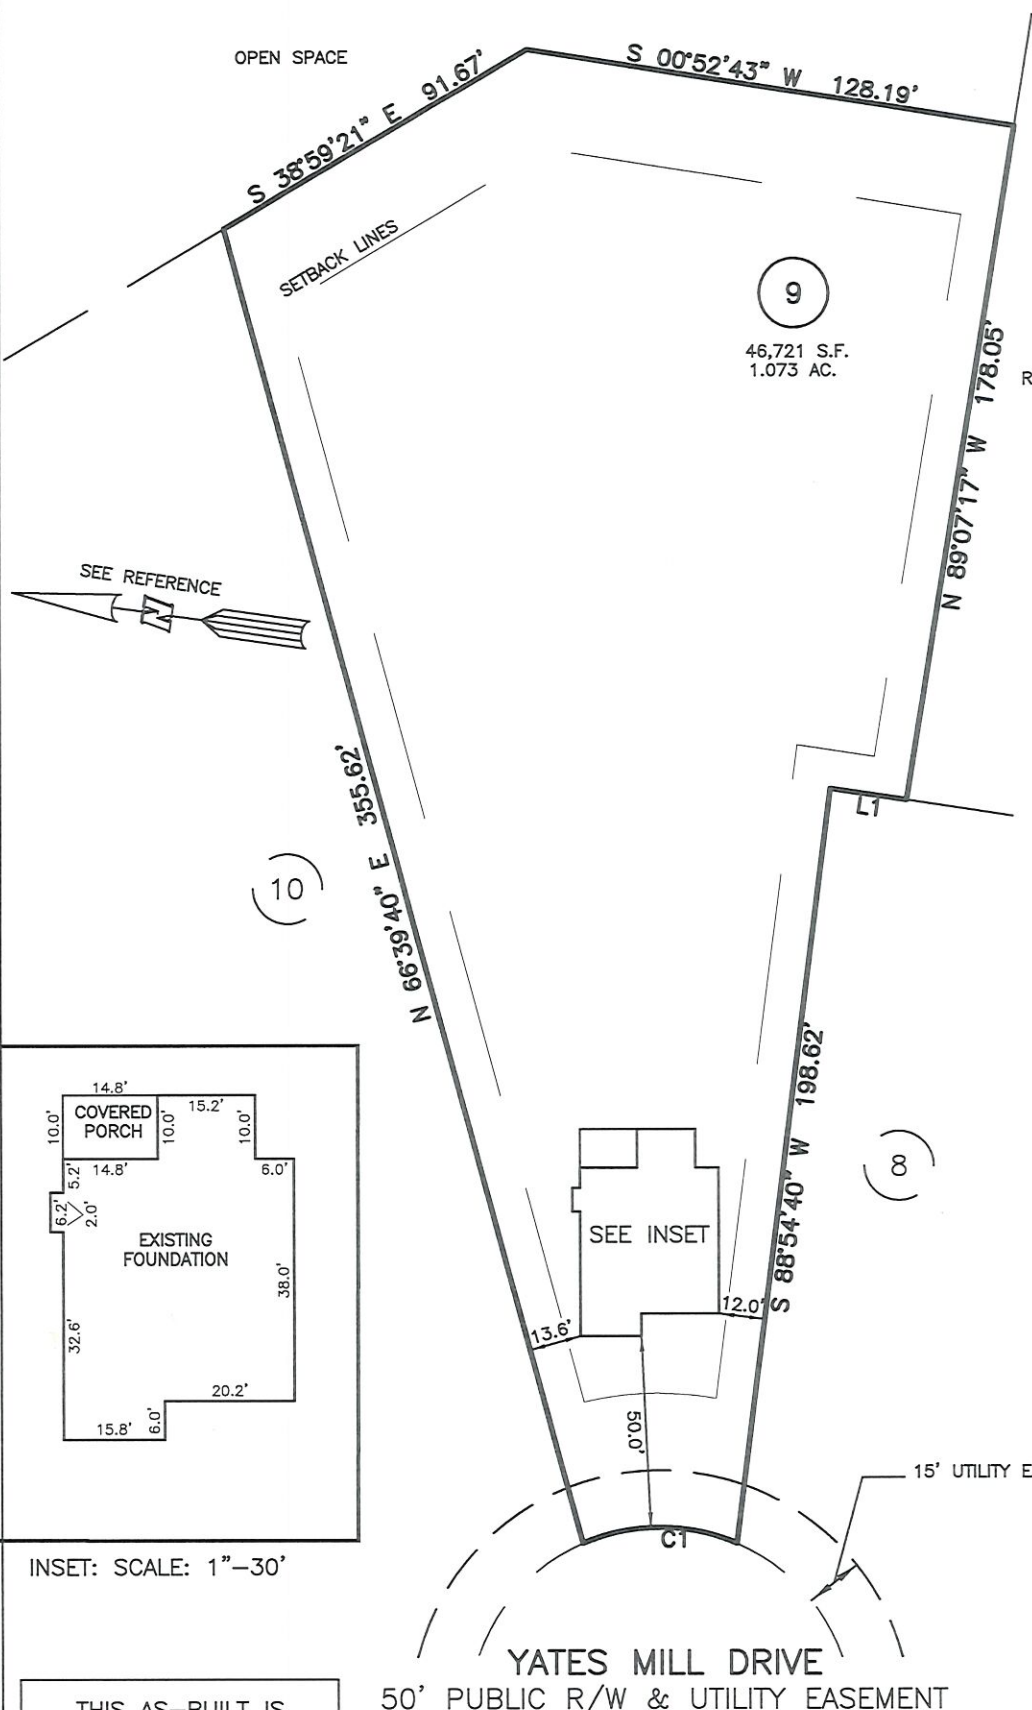 OPEN SPACE
S 38°59'21" E 91.67'
S 00°52'43" W 128.19'
SETBACK LINES
9
46,721 S.F.
1.073 AC.
N 89°07'17" W 178.05'
R
SEE REFERENCE
N
L1
N 66°39'40" E 355.62'
10
S 88°54'40" W 198.62'
8
SEE INSET
12.0'
13.6'
50.0'
C1
15' UTILITY E
14.8'
15.2'
10.0'
COVERED
PORCH
10.0'
10.0'
14.8'
6.0'
5.2'
6.2'
2.0'
EXISTING
FOUNDATION
38.0'
32.6'
20.2'
15.8'
6.0'
INSET: SCALE: 1"-30'
YATES MILL DRIVE
50' PUBLIC R/W & UTILITY EASEMENT
THIS AS-BUILT IS